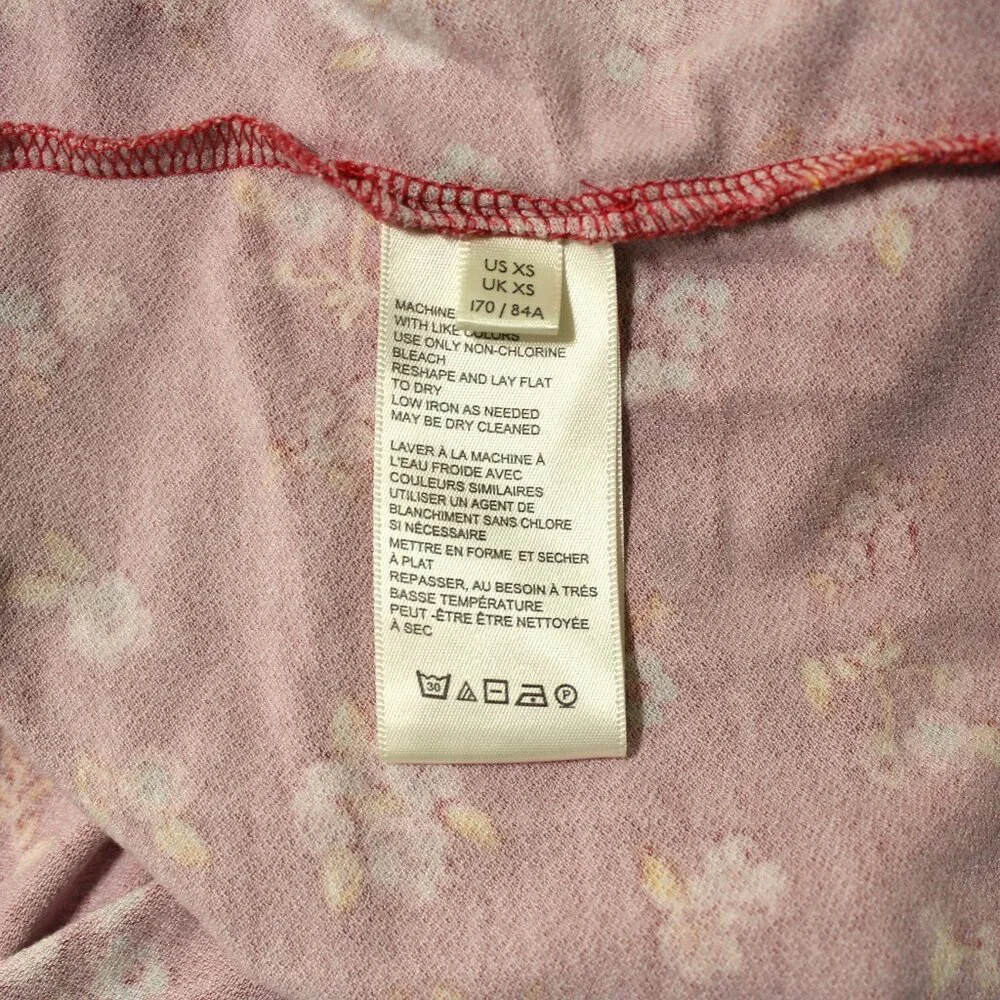 US XS
UK XS
170 / 84A
MACHINE
WITH LIKE COLORS
USE ONLY NON-CHLORINE
BLEACH
RESHAPE AND LAY FLAT
TO DRY
LOW IRON AS NEEDED
MAY BE DRY CLEANED
LAVER À LA MACHINE À
L'EAU FROIDE AVEC
COULEURS SIMILAIRES
UTILISER UN AGENT DE
BLANCHIMENT SANS CHLORE
SI NÉCESSAIRE
METTRE EN FORME ET SECHER
À PLAT
REPASSER, AU BESOIN À TRÉS
BASSE TEMPÉRATURE
PEUT -ÊTRE ÊTRE NETTOYÉE
À SEC
30 P